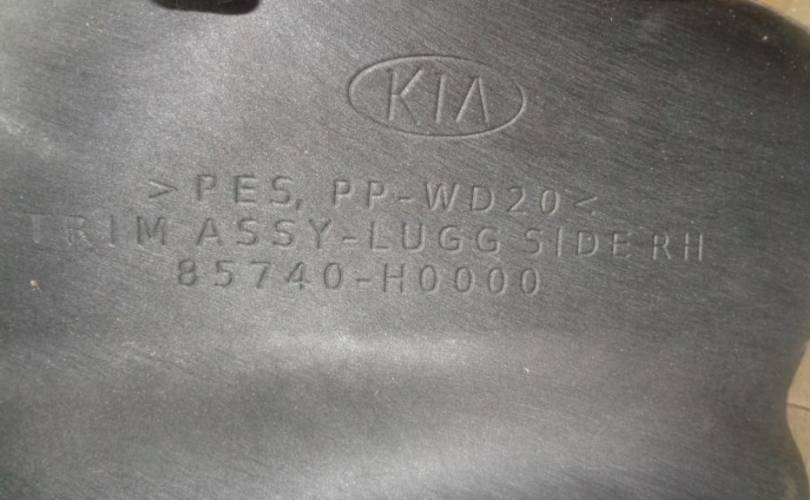 KIA
>PES, PP-WD20<
TRIM ASSY-LUGG SIDE RH
85740-H0000